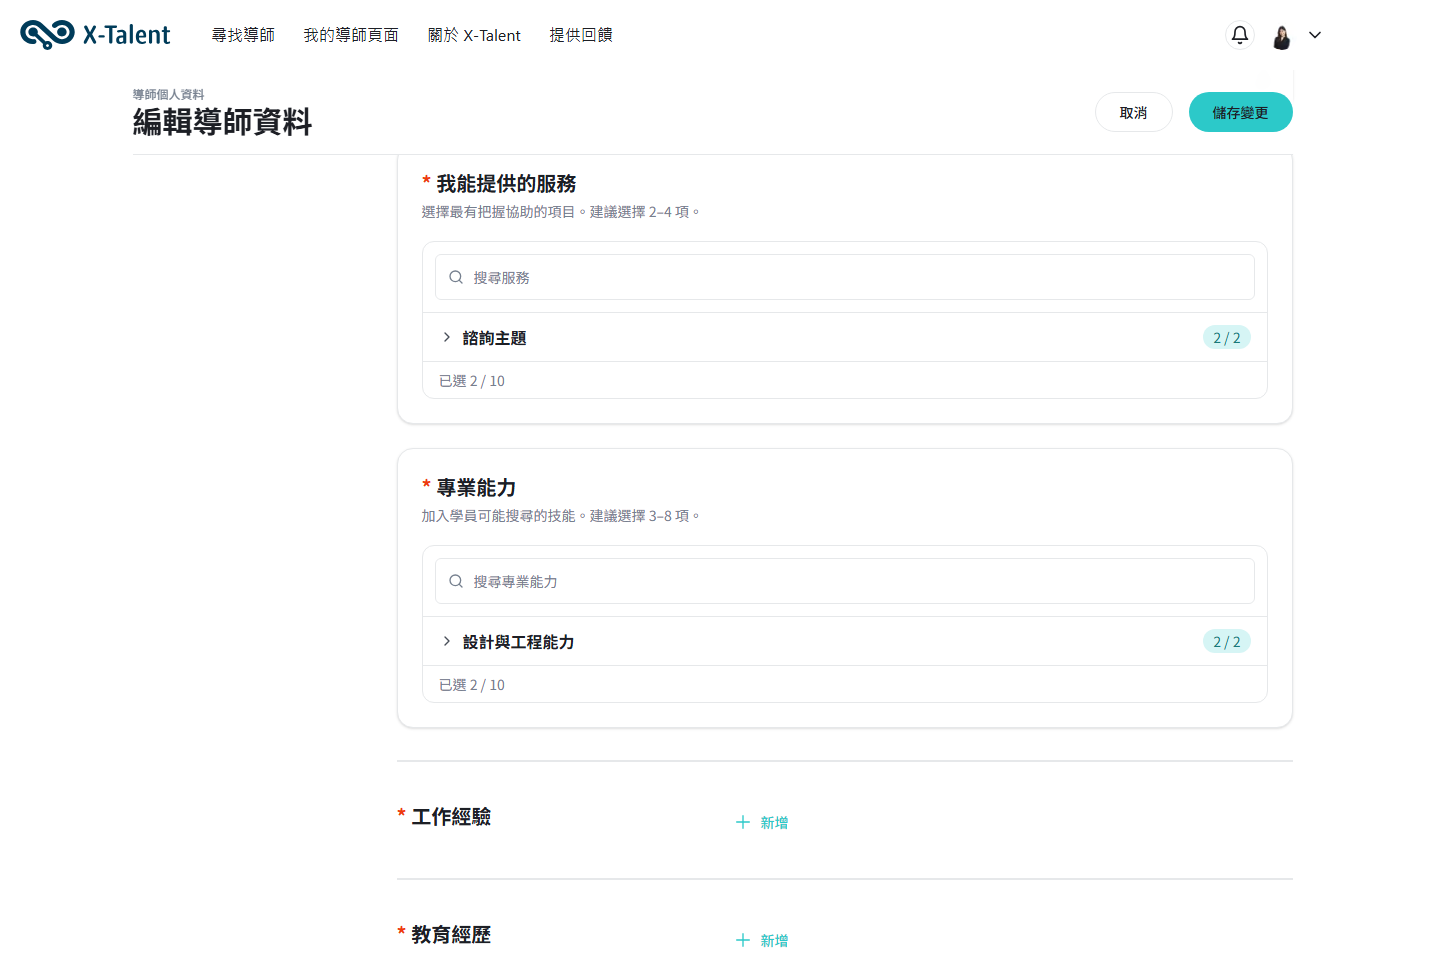 X-Talent
尋找導師
我的導師頁面
關於 X-Talent
提供回饋
導師個人資料
編輯導師資料
取消
儲存變更
* 我能提供的服務
選擇最有把握協助的項目。建議選擇 2–4 項。
搜尋服務
諮詢主題
2 / 2
已選 2 / 10
* 專業能力
加入學員可能搜尋的技能。建議選擇 3–8 項。
搜尋專業能力
設計與工程能力
2 / 2
已選 2 / 10
* 工作經驗
+ 新增
* 教育經歷
+ 新增